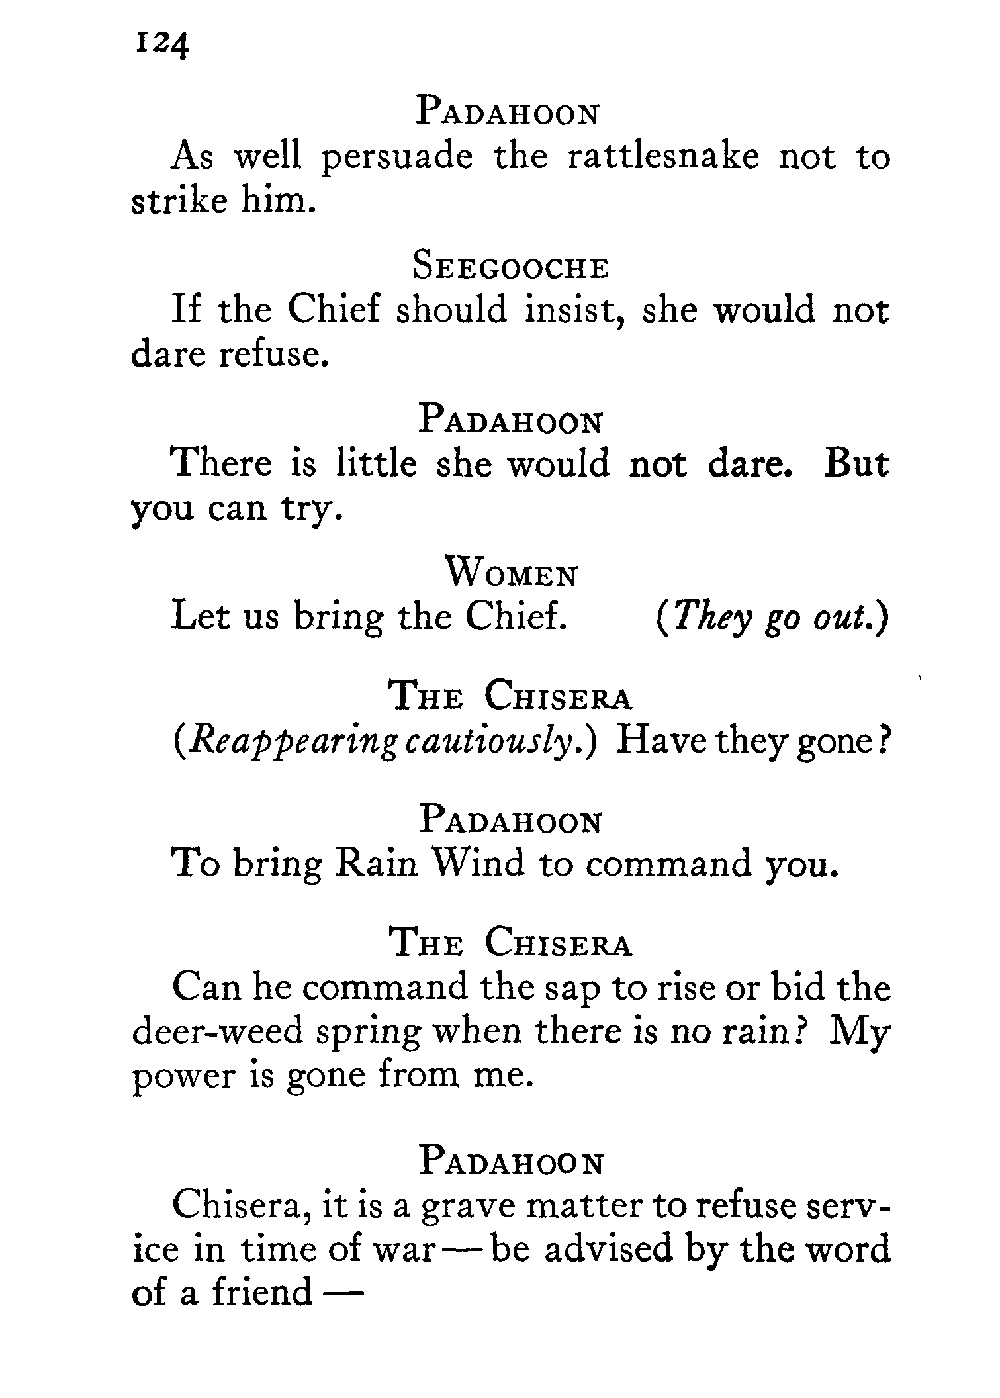 124
PADAHOON
As well persuade the rattlesnake not to
strike him.
SEEGOOCHE
If the Chief should insist, she would not
dare refuse.
PADAHOON
There is little she would not dare. But
you can try.
WOMEN
Let us bring the Chief. (They go out.)
THE CHISERA
(Reappearing cautiously.) Have they gone?
PADAHOON
To bring Rain Wind to command you.
THE CHISERA
Can he command the sap to rise or bid the
deer-weed spring when there is no rain? My
power is gone from me.
PADAHOON
Chisera, it is a grave matter to refuse serv-
ice in time of war—be advised by the word
of a friend—